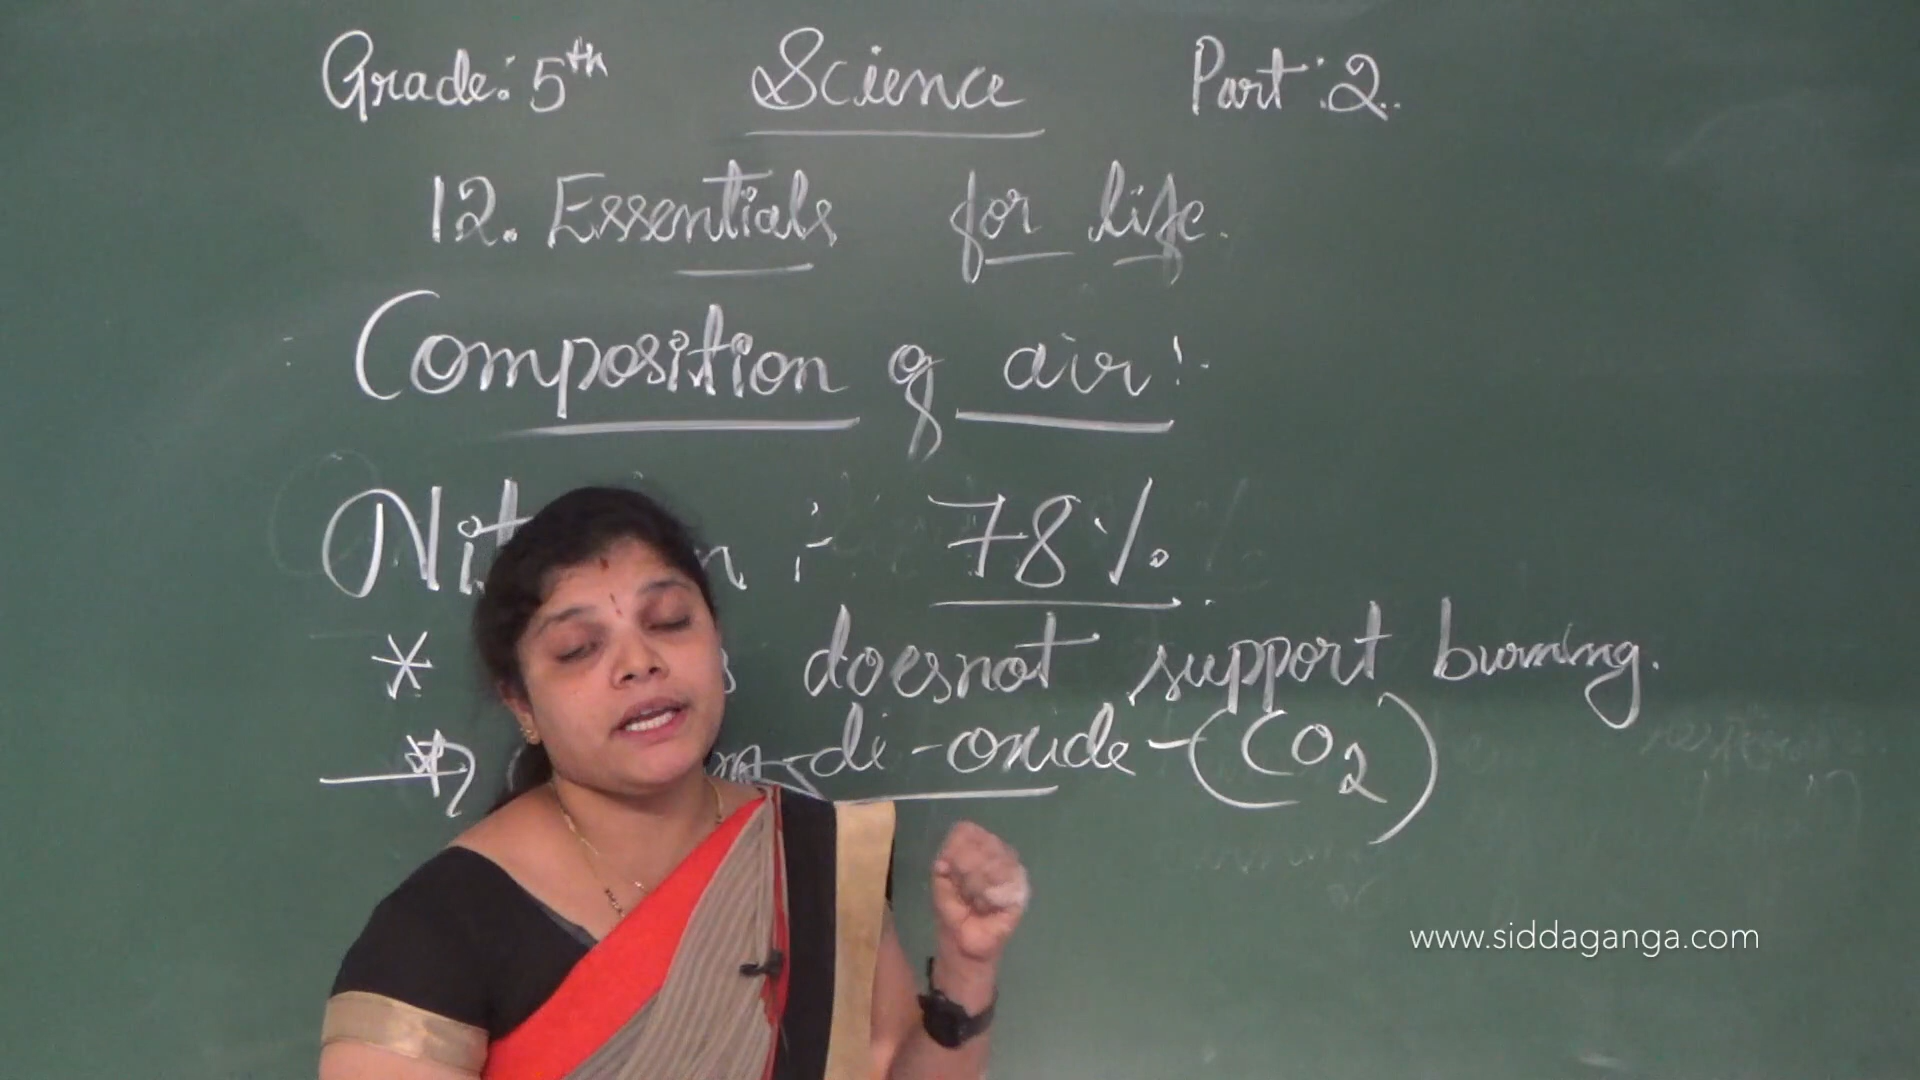 Grade: 5th Science Part: 2.
12. Essentials for life.
Composition of air:-
:- 78%.
* doesnot support burning.
di-oxide-(CO2)
www.siddaganga.com